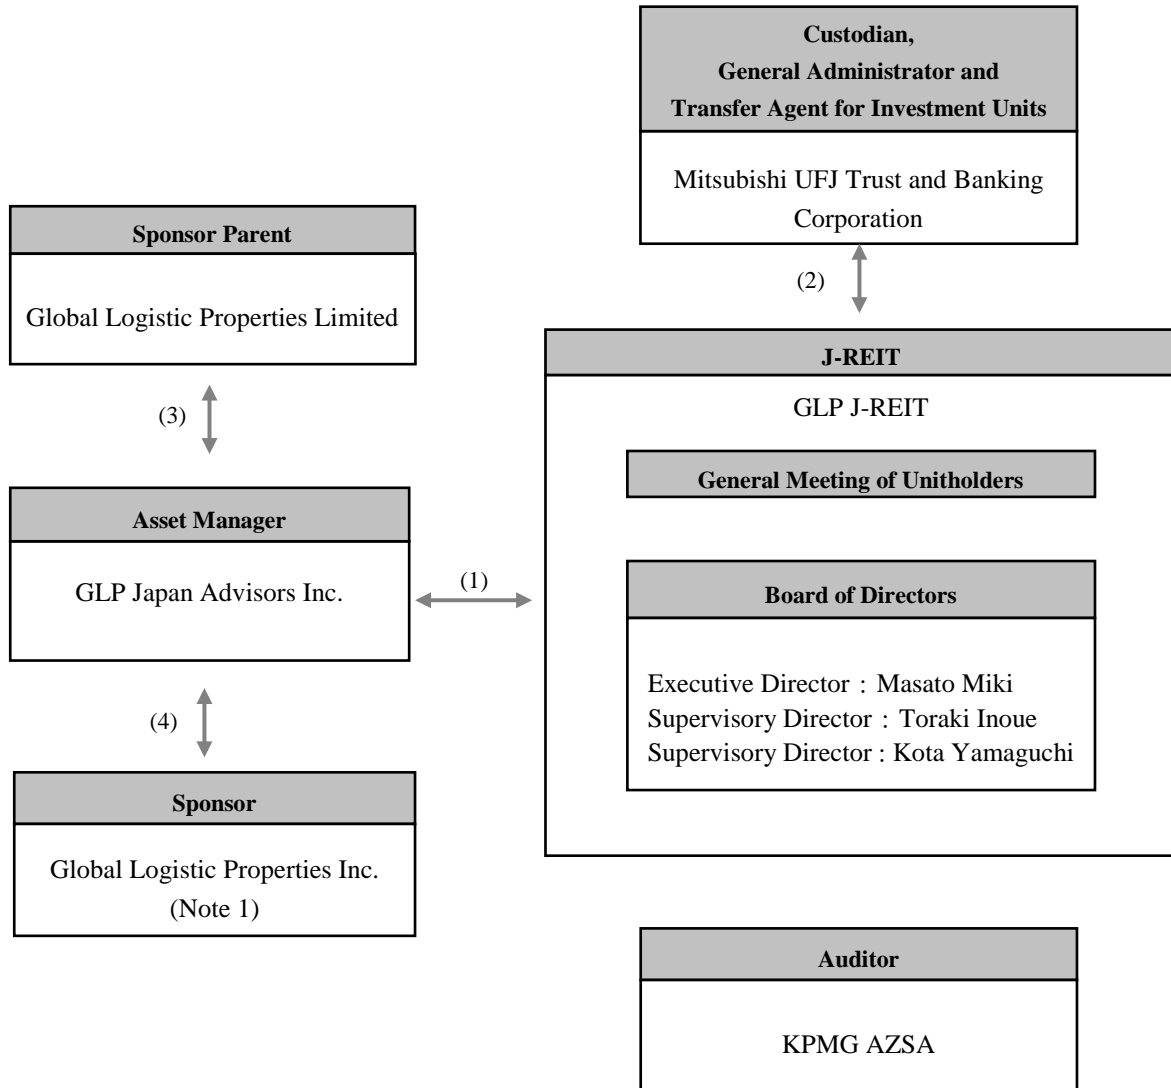 Custodian,
General Administrator and
Transfer Agent for Investment Units
Mitsubishi UFJ Trust and Banking
Corporation
(2)
Sponsor Parent
Global Logistic Properties Limited
(3)
Asset Manager
GLP Japan Advisors Inc.
(1)
(4)
Sponsor
Global Logistic Properties Inc.
(Note 1)
J-REIT
GLP J-REIT
General Meeting of Unitholders
Board of Directors
Executive Director：Masato Miki
Supervisory Director：Toraki Inoue
Supervisory Director : Kota Yamaguchi
Auditor
KPMG AZSA